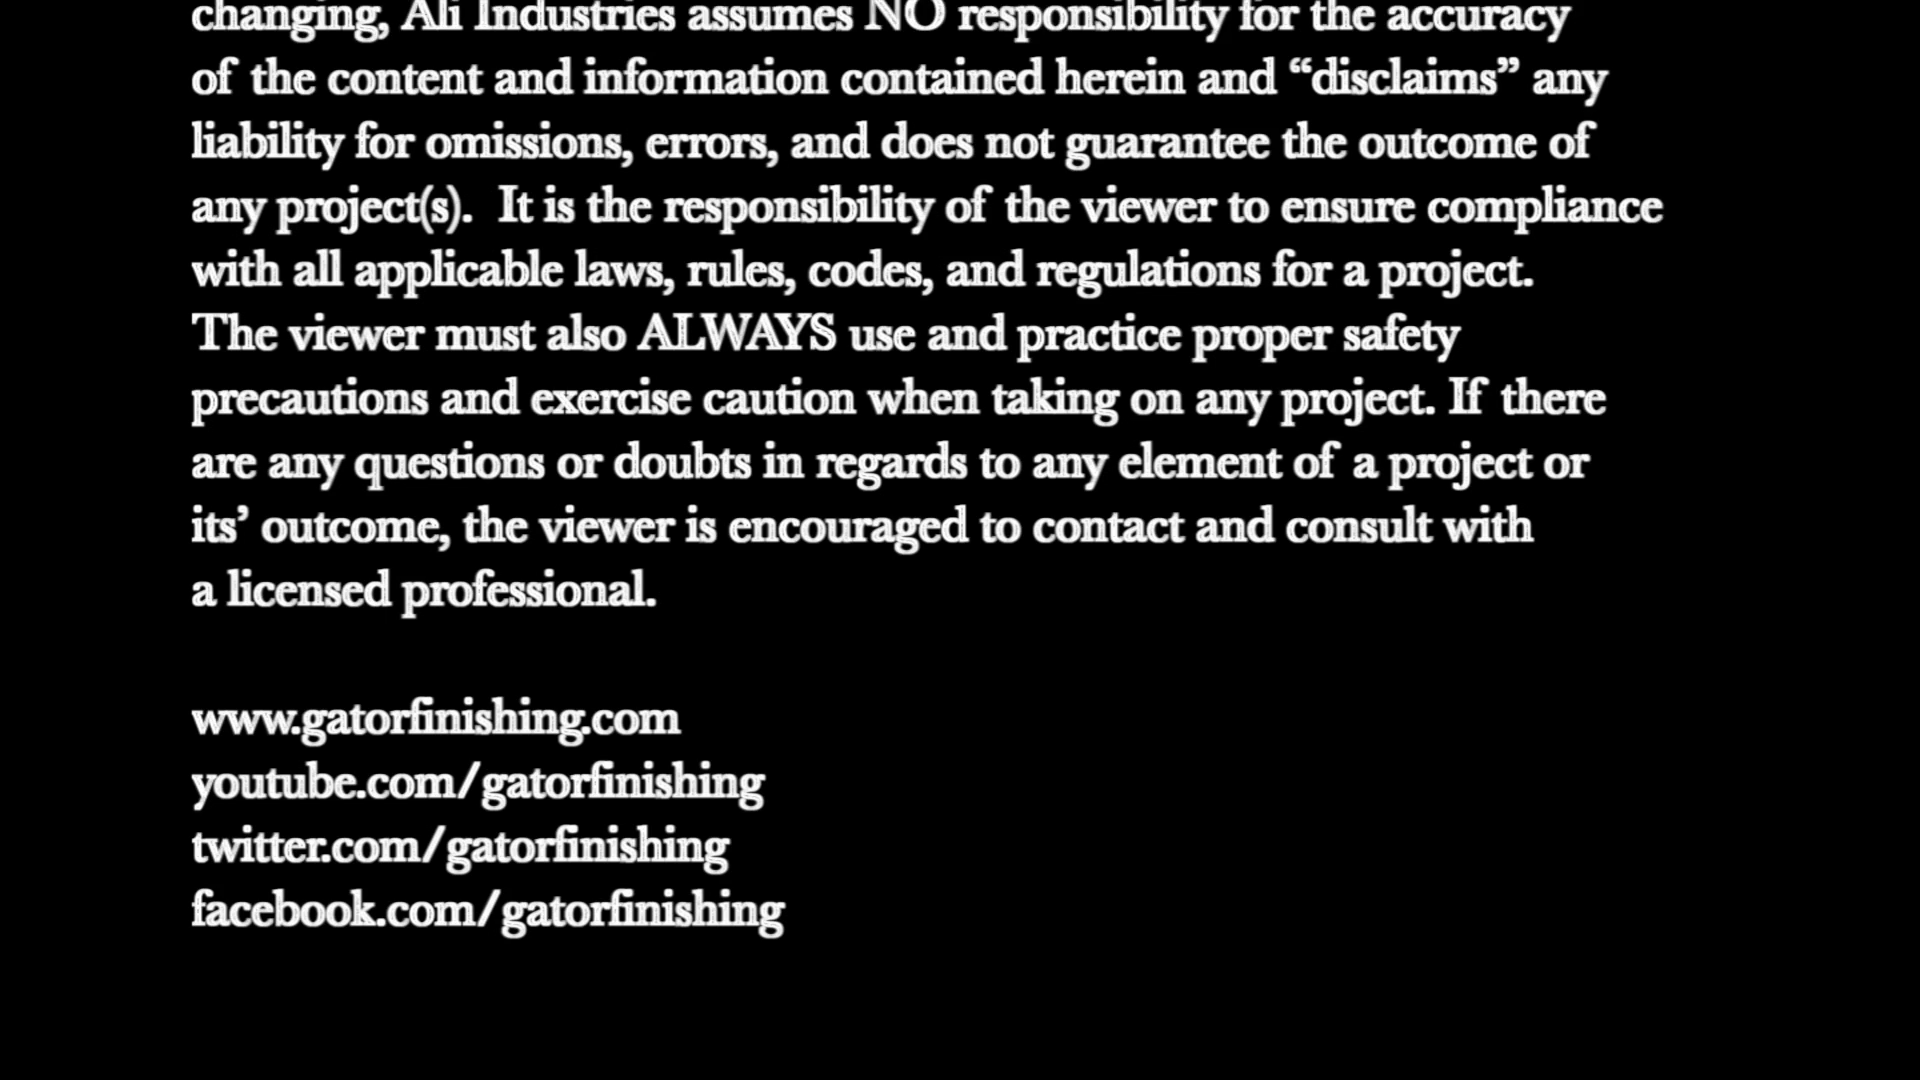 changing, Ali Industries assumes NO responsibility for the accuracy
of the content and information contained herein and “disclaims” any
liability for omissions, errors, and does not guarantee the outcome of
any project(s).  It is the responsibility of the viewer to ensure compliance
with all applicable laws, rules, codes, and regulations for a project.
The viewer must also ALWAYS use and practice proper safety
precautions and exercise caution when taking on any project. If there
are any questions or doubts in regards to any element of a project or
its’ outcome, the viewer is encouraged to contact and consult with
a licensed professional.
www.gatorfinishing.com
youtube.com/gatorfinishing
twitter.com/gatorfinishing
facebook.com/gatorfinishing